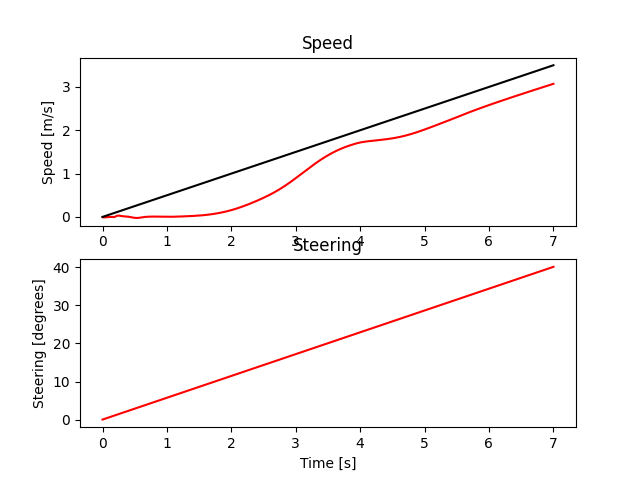 Speed
Speed [m/s]
3
2
1
0
0 1 2 3 4 5 6 7
Steering
Steering [degrees]
40
30
20
10
0
0 1 2 3 4 5 6 7
Time [s]